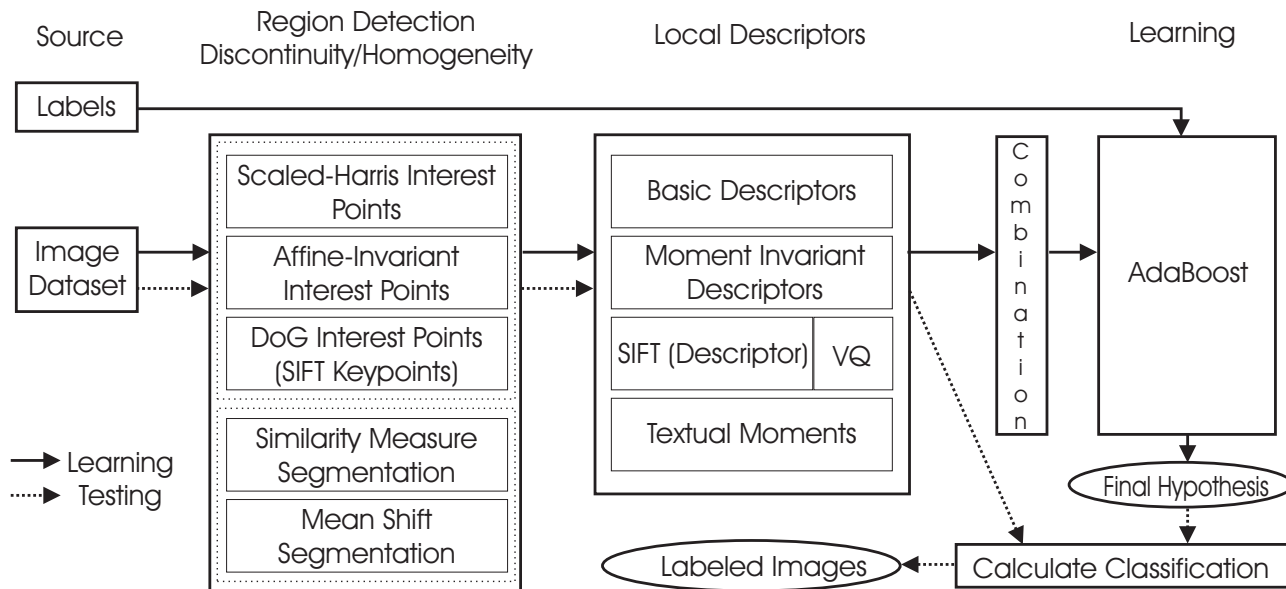 Source
Region Detection
Discontinuity/Homogeneity
Local Descriptors
Learning
Labels
Image
Dataset
Scaled-Harris Interest
Points
Affine-Invariant
Interest Points
DoG Interest Points
(SIFT Keypoints)
Similarity Measure
Segmentation
Mean Shift
Segmentation
Basic Descriptors
Moment Invariant
Descriptors
SIFT (Descriptor)
VQ
Textual Moments
Combination
AdaBoost
Final Hypothesis
Calculate Classification
Labeled Images
Learning
Testing